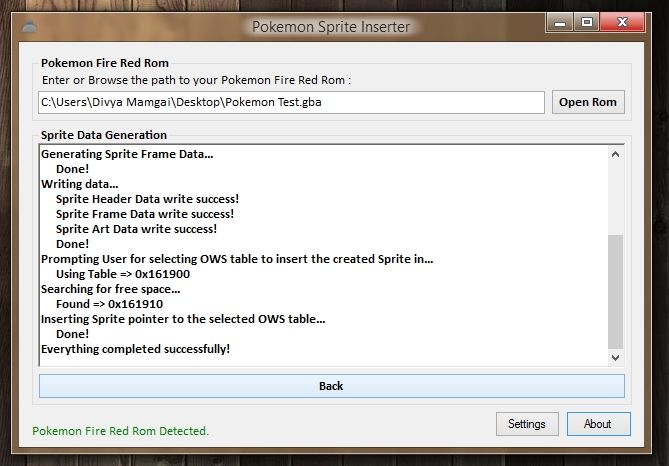 Pokemon Sprite Inserter
Pokemon Fire Red Rom
Enter or Browse the path to your Pokemon Fire Red Rom :
C:\Users\Divya Mamgai\Desktop\Pokemon Test.gba
Open Rom
Sprite Data Generation
Generating Sprite Frame Data...
Done!
Writing data...
Sprite Header Data write success!
Sprite Frame Data write success!
Sprite Art Data write success!
Done!
Prompting User for selecting OWS table to insert the created Sprite in...
Using Table => 0x161900
Searching for free space...
Found => 0x161910
Inserting Sprite pointer to the selected OWS table...
Done!
Everything completed successfully!
Back
Pokemon Fire Red Rom Detected.
Settings
About